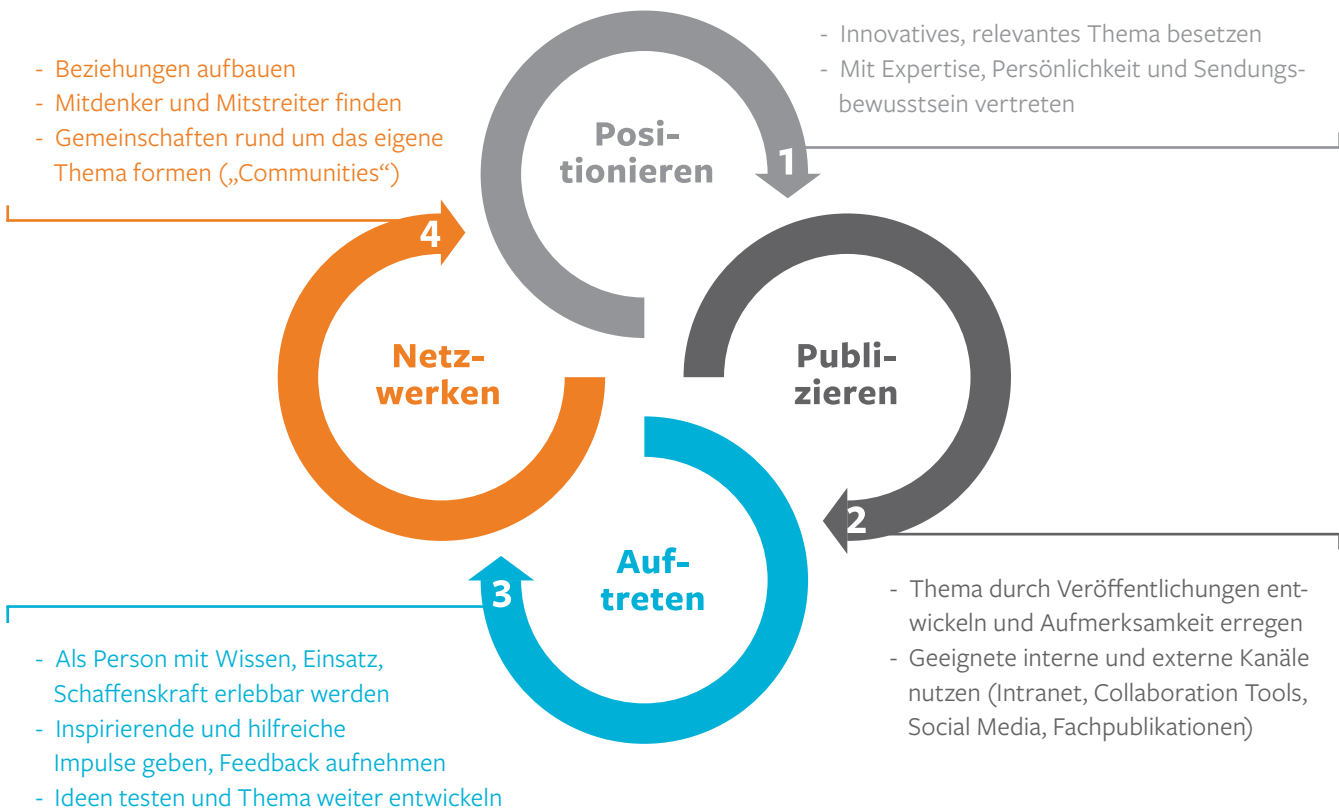 Posi-
tionieren
1
- Innovatives, relevantes Thema besetzen
- Mit Expertise, Persönlichkeit und Sendungs-
bewusstsein vertreten
Publi-
zieren
2
- Thema durch Veröffentlichungen ent-
wickeln und Aufmerksamkeit erregen
- Geeignete interne und externe Kanäle
nutzen (Intranet, Collaboration Tools,
Social Media, Fachpublikationen)
Auf-
treten
3
- Als Person mit Wissen, Einsatz,
Schaffenskraft erlebbar werden
- Inspirierende und hilfreiche
Impulse geben, Feedback aufnehmen
- Ideen testen und Thema weiter entwickeln
Netz-
werken
4
- Beziehungen aufbauen
- Mitdenker und Mitstreiter finden
- Gemeinschaften rund um das eigene
Thema formen („Communities“)